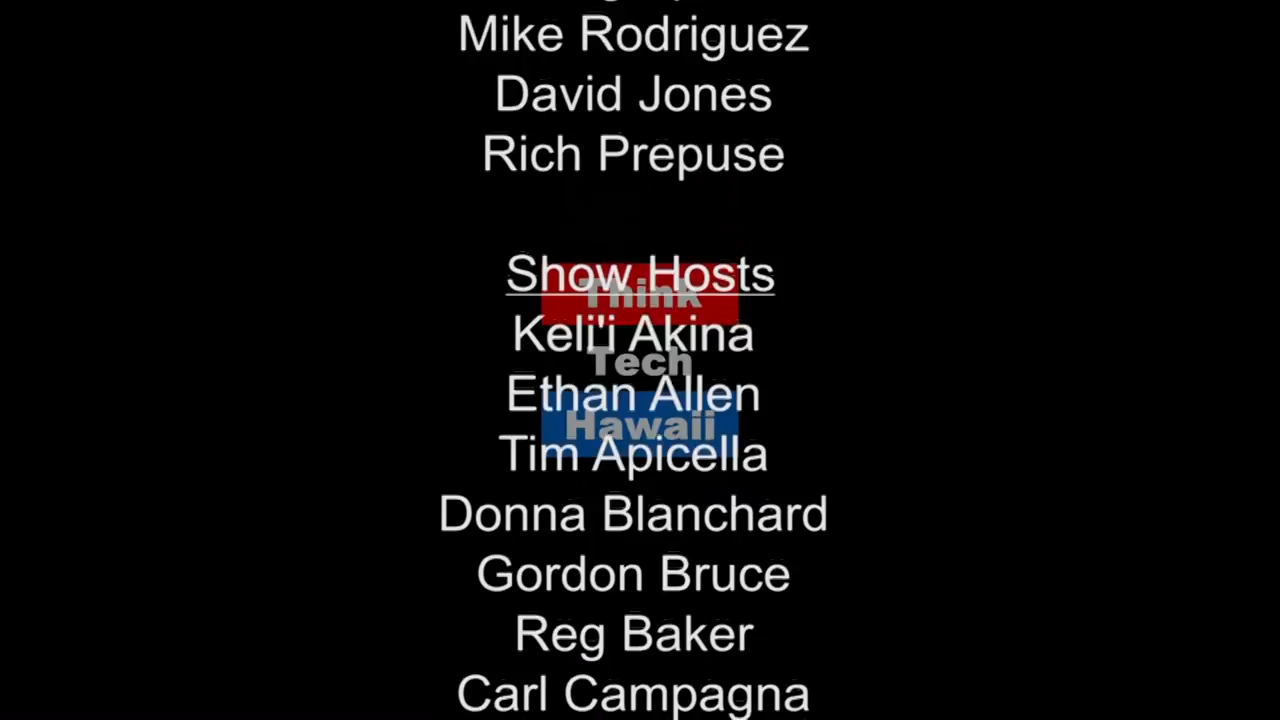 Mike Rodriguez
David Jones
Rich Prepuse
Show Hosts
Think
Keli'i Akina
Tech
Ethan Allen
Hawaii
Tim Apicella
Donna Blanchard
Gordon Bruce
Reg Baker
Carl Campagna